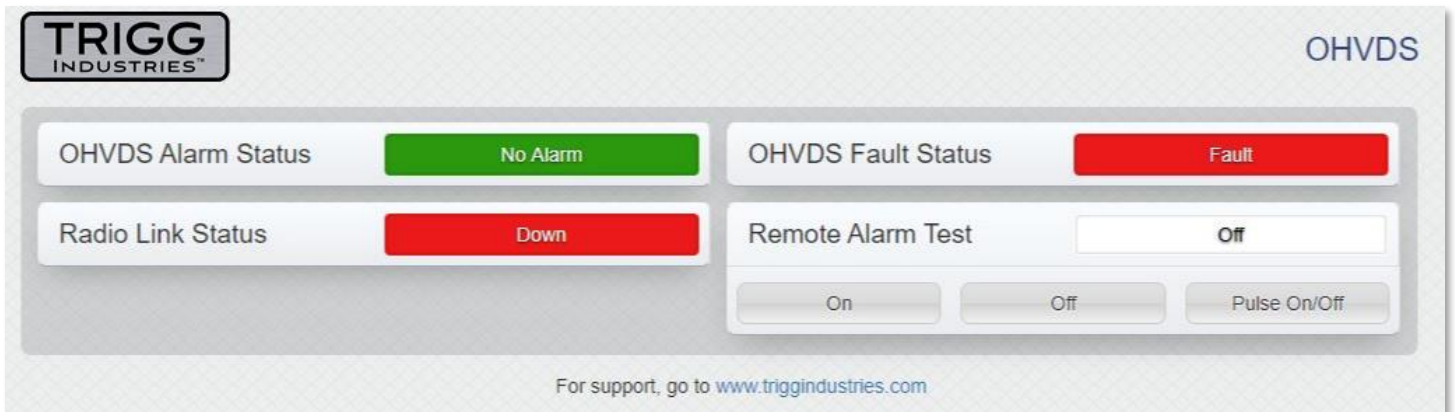 TRIGG
INDUSTRIES™
OHVDS
OHVDS Alarm Status
No Alarm
OHVDS Fault Status
Fault
Radio Link Status
Down
Remote Alarm Test
Off
On
Off
Pulse On/Off
For support, go to www.triggindustries.com